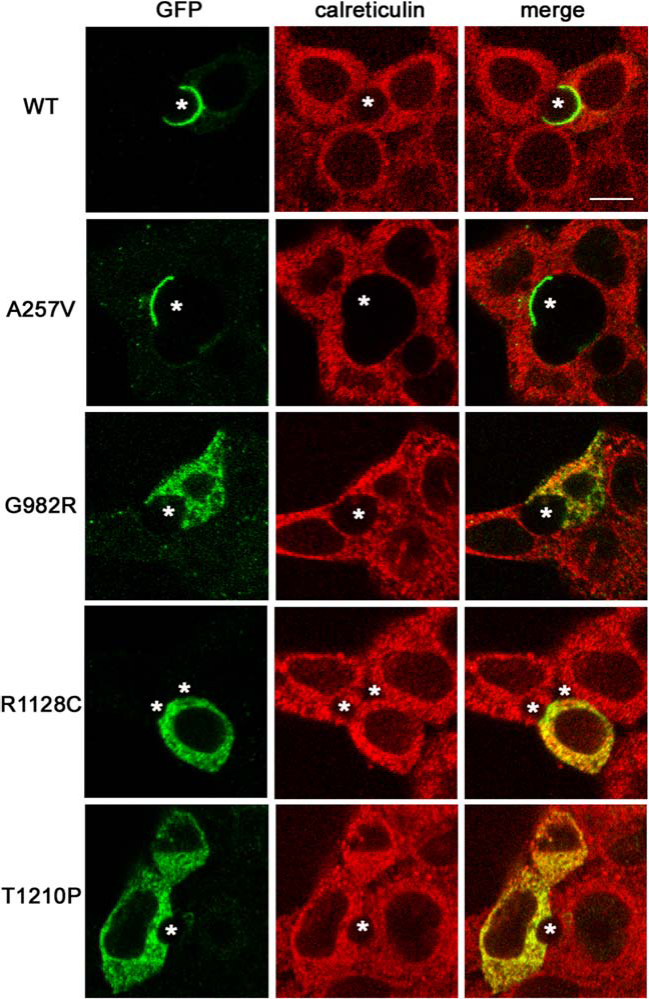 GFP calreticulin merge
WT * * *
A257V * * *
G982R * * *
R1128C * * * * * *
T1210P * * *